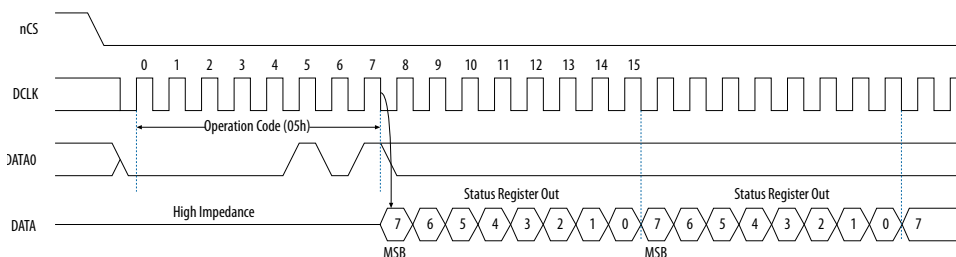 nCS
0 1 2 3 4 5 6 7 8 9 10 11 12 13 14 15
DCLK
Operation Code (05h)
DATA0
Status Register Out Status Register Out
High Impedance
DATA 7 6 5 4 3 2 1 0 7 6 5 4 3 2 1 0 7
MSB MSB